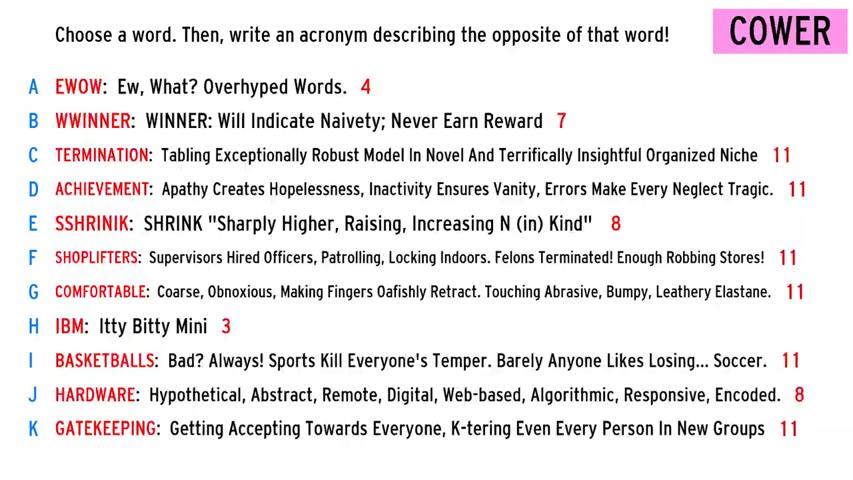 Choose a word. Then, write an acronym describing the opposite of that word!
COWER
A EWOW: Ew, What? Overhyped Words. 4
B WWINNER: WINNER: Will Indicate Naivety; Never Earn Reward 7
C TERMINATION: Tabling Exceptionally Robust Model In Novel And Terrifically Insightful Organized Niche 11
D ACHIEVEMENT: Apathy Creates Hopelessness, Inactivity Ensures Vanity, Errors Make Every Neglect Tragic. 11
E SSHRINIK: SHRINK "Sharply Higher, Raising, Increasing N (in) Kind" 8
F SHOPLIFTERS: Supervisors Hired Officers, Patrolling, Locking Indoors. Felons Terminated! Enough Robbing Stores! 11
G COMFORTABLE: Coarse, Obnoxious, Making Fingers Oafishly Retract. Touching Abrasive, Bumpy, Leathery Elastane. 11
H IBM: Itty Bitty Mini 3
I BASKETBALLS: Bad? Always! Sports Kill Everyone's Temper. Barely Anyone Likes Losing... Soccer. 11
J HARDWARE: Hypothetical, Abstract, Remote, Digital, Web-based, Algorithmic, Responsive, Encoded. 8
K GATEKEEPING: Getting Accepting Towards Everyone, K-tering Even Every Person In New Groups 11